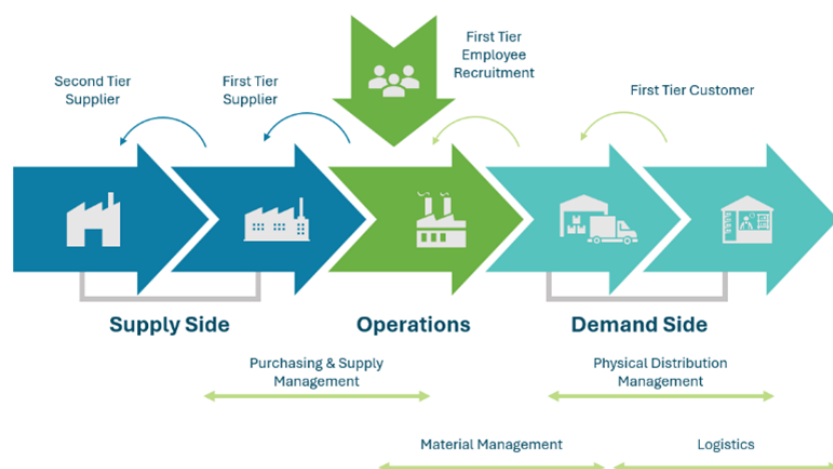 First Tier
Employee
Recruitment
Second Tier
Supplier
First Tier
Supplier
First Tier Customer
Supply Side
Operations
Demand Side
Purchasing & Supply
Management
Physical Distribution
Management
Material Management
Logistics